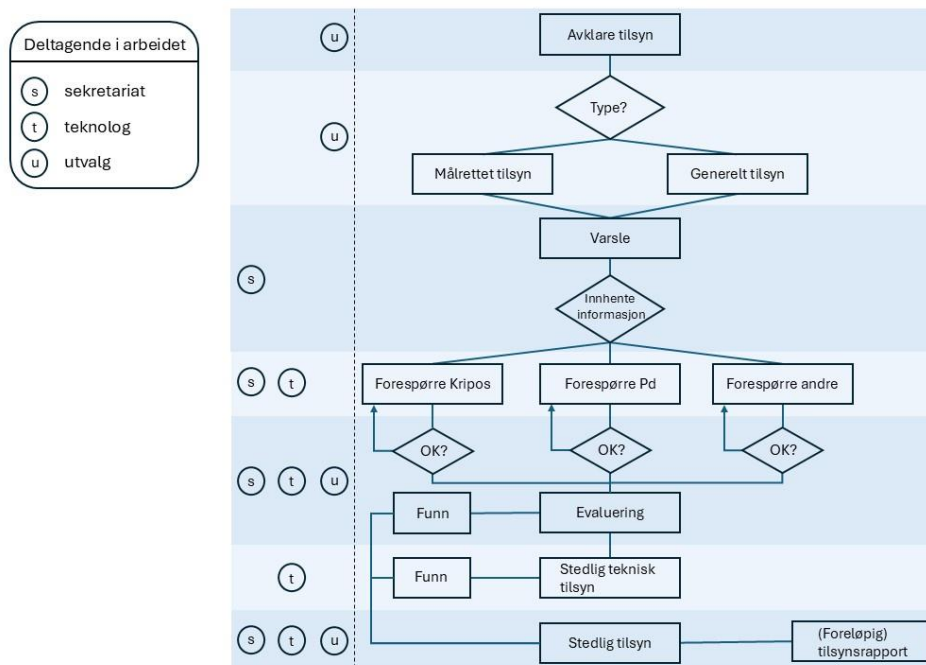 Deltagende i arbeidet
s sekretariat
t teknolog
u utvalg
u
Avklare tilsyn
Type?
u
Målrettet tilsyn
Generelt tilsyn
Varsle
s
Innhente
informasjon
s t
Forespørre Kripos
Forespørre Pd
Forespørre andre
OK?
OK?
OK?
s t u
Funn
Evaluering
t
Funn
Stedlig teknisk
tilsyn
s t u
Stedlig tilsyn
(Foreløpig)
tilsynsrapport